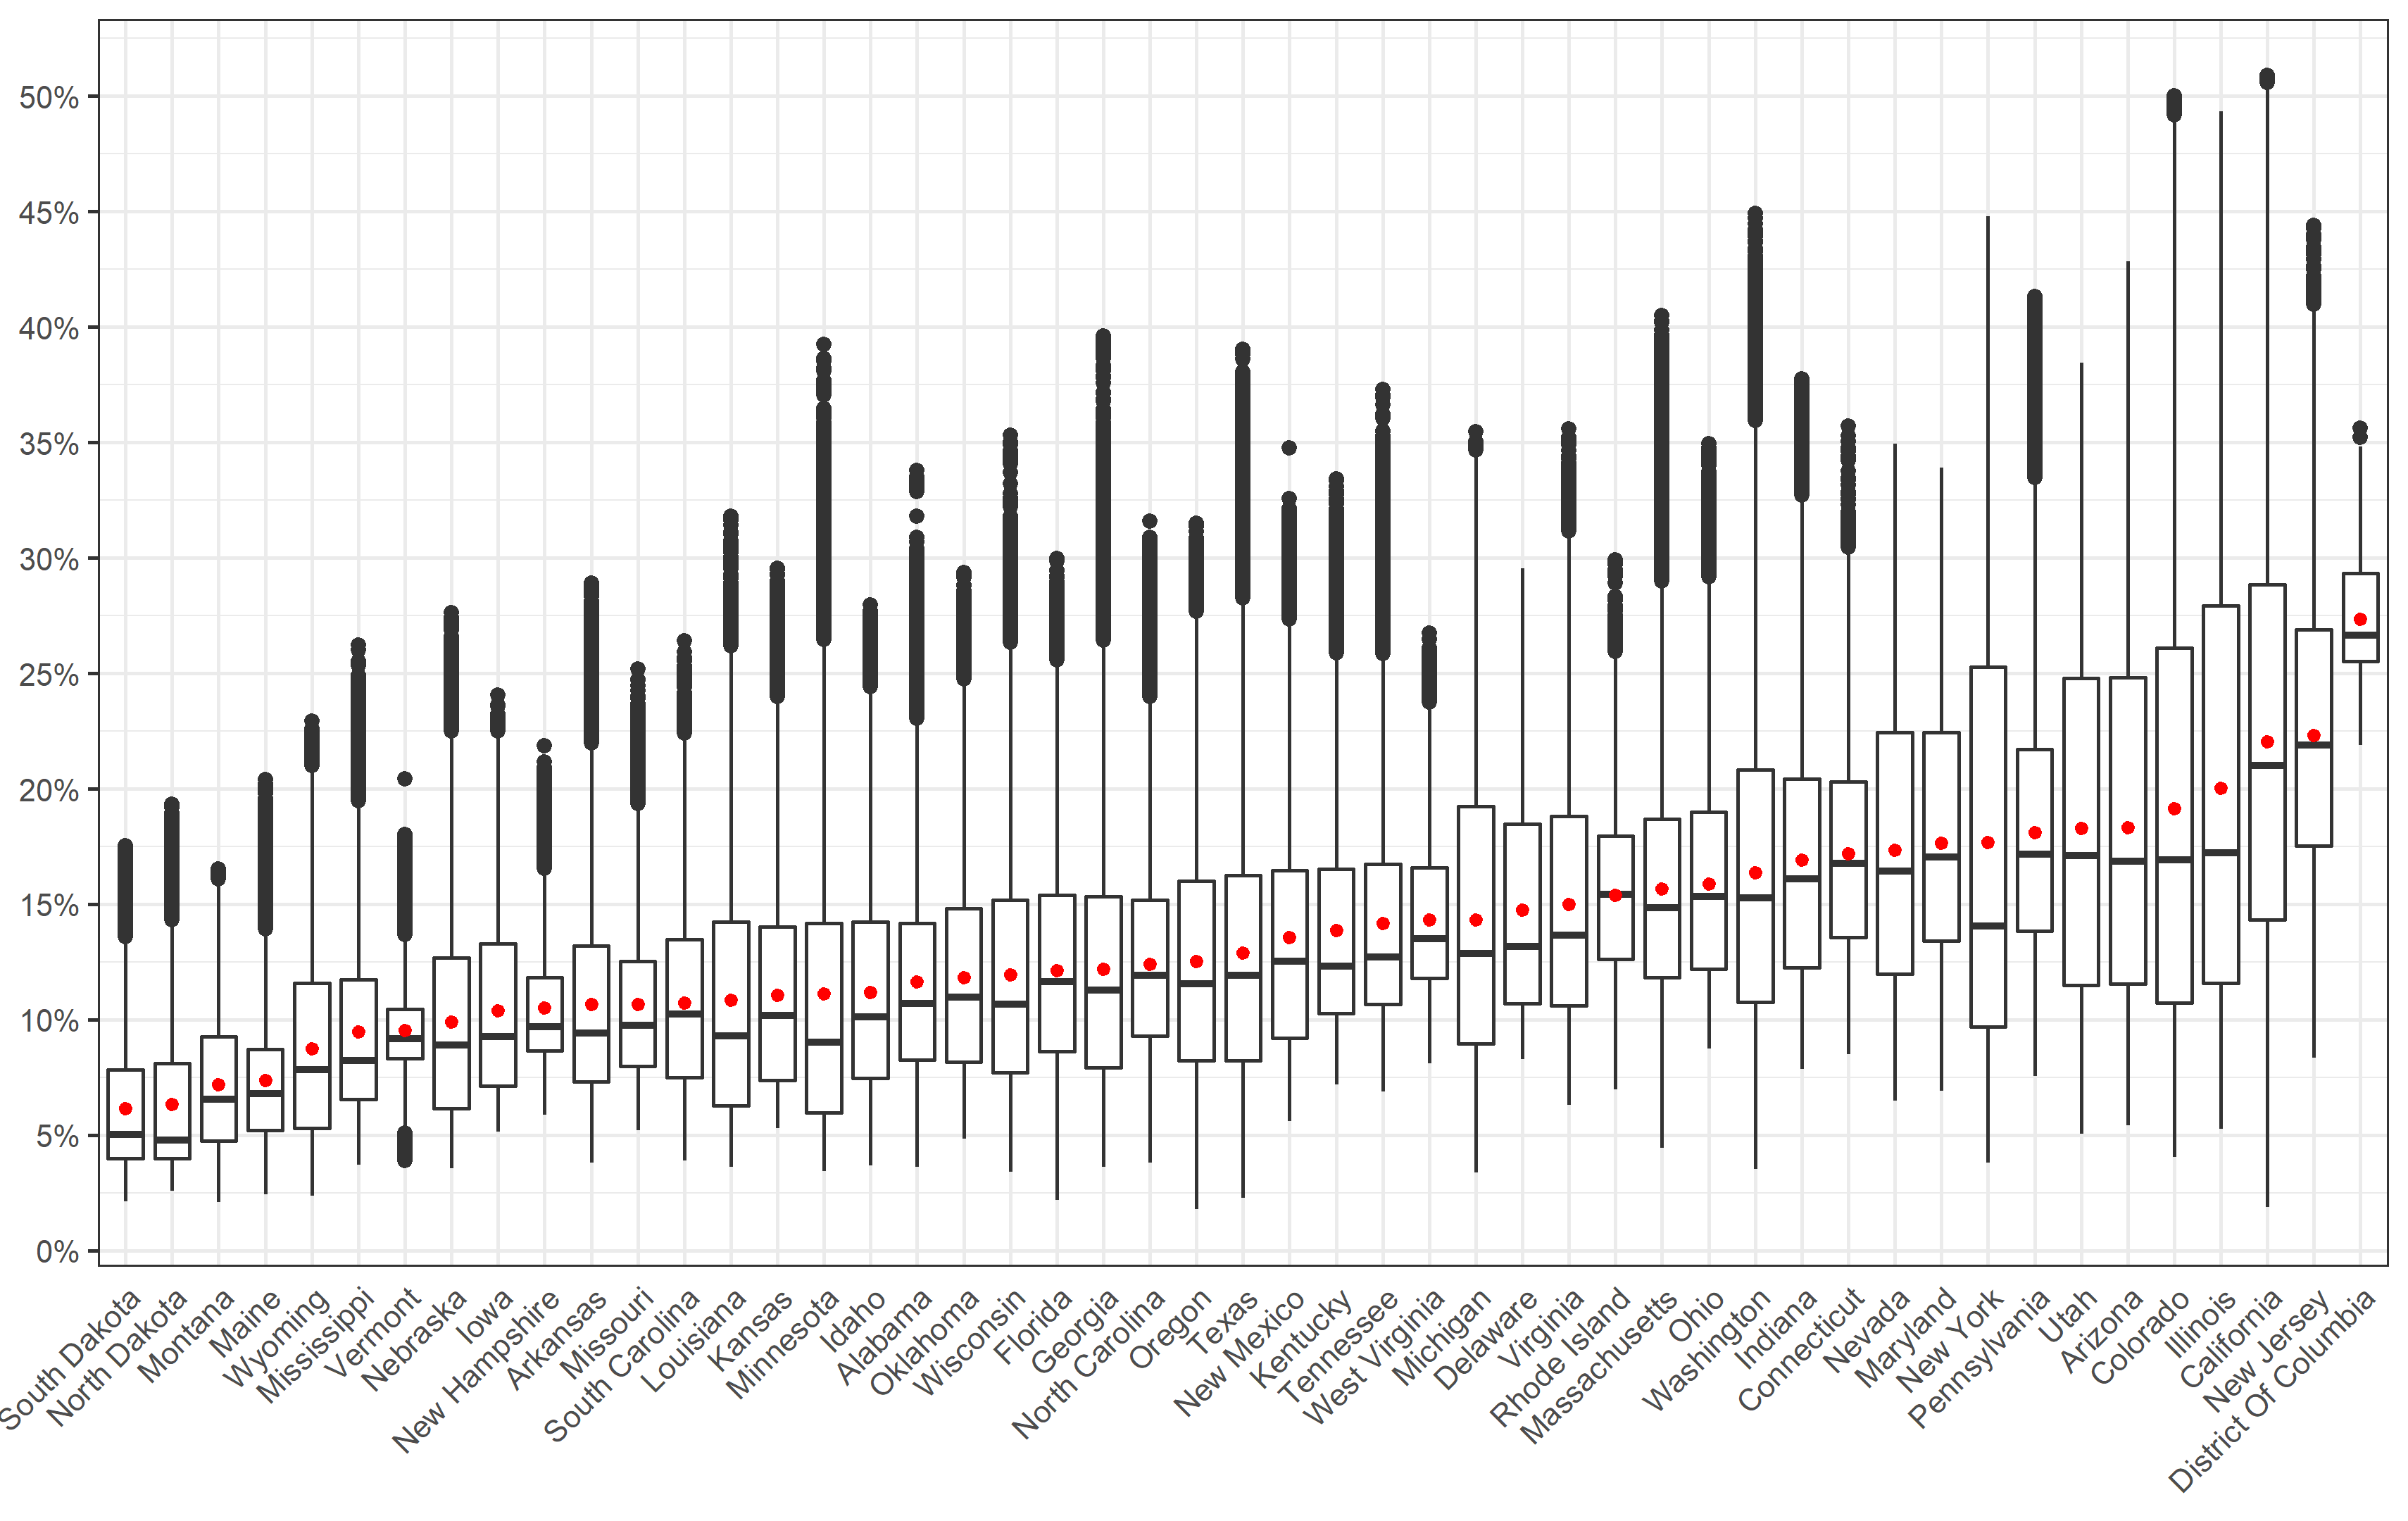 50%
45%
40%
35%
30%
25%
20%
15%
10%
5%
0%
South Dakota
North Dakota
Montana
Maine
Wyoming
Mississippi
Vermont
Nebraska
Iowa
New Hampshire
Arkansas
Missouri
South Carolina
Louisiana
Kansas
Minnesota
Idaho
Alabama
Oklahoma
Wisconsin
Florida
Georgia
North Carolina
Oregon
Texas
New Mexico
Kentucky
Tennessee
West Virginia
Michigan
Delaware
Virginia
Rhode Island
Massachusetts
Ohio
Washington
Indiana
Connecticut
Nevada
Maryland
New York
Pennsylvania
Utah
Arizona
Colorado
Illinois
California
New Jersey
District Of Columbia